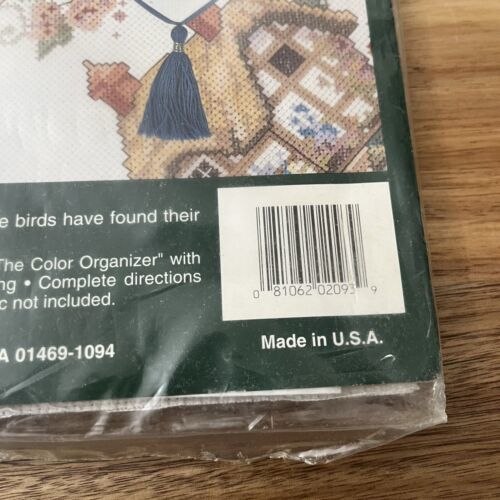 e birds have found their
The Color Organizer" with
ng • Complete directions
c not included.
0 81062 02093 9
A 01469-1094
Made in U.S.A.